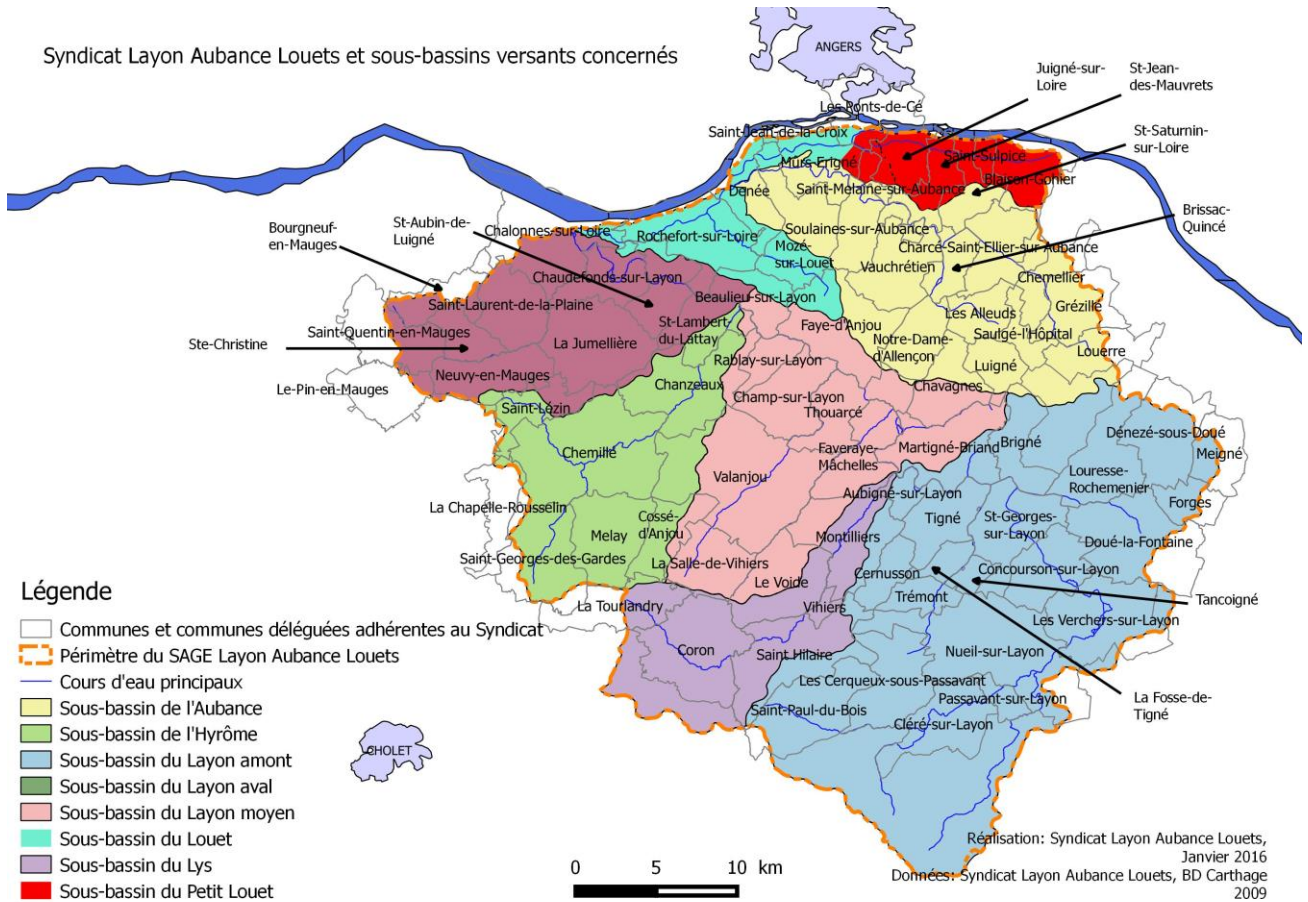 Syndicat Layon Aubance Louets et sous-bassins versants concernés
ANGERS
Juigné-sur-
Loire
St-Jean-
des-Mauvrets
Les Ponts-de-Cé
St-Saturnin-
sur-Loire
Saint-Jean-de-la-Croix
Mûrs-Erigné
Saint-Sulpice
Blaison-Gohier
Denée
Saint-Melaine-sur-Aubance
Brissac-
Quincé
Bourgneuf-
en-Mauges
St-Aubin-de-
Luigné
Chalonnes-sur-Loire
Rochefort-sur-Loire
Soulaines-sur-Aubance
Mozé-
sur-Louet
Charcé-Saint-Ellier-sur-Aubance
Vauchrétien
Chemellier
Chaudefonds-sur-Layon
Beaulieu-sur-Layon
Saint-Laurent-de-la-Plaine
Grézillé
Les Alleuds
Saint-Quentin-en-Mauges
St-Lambert-
du-Lattay
Faye-d'Anjou
Saulgé-l'Hôpital
Ste-Christine
La Jumellière
Notre-Dame-
d'Allençon
Louerre
Rablay-sur-Layon
Luigné
Neuvy-en-Mauges
Le-Pin-en-Mauges
Chanzeaux
Chavagnes
Champ-sur-Layon
Saint-Lézin
Thouarcé
Dénezé-sous-Doué
Brigné
Martigné-Briand
Meigné
Chemillé
Faveraye-
Mâchelles
Louresse-
Rochemenier
Valanjou
Aubigné-sur-Layon
Forges
La Chapelle-Rousselin
Cossé-
d'Anjou
Tigné
St-Georges-
sur-Layon
Melay
Montilliers
Doué-la-Fontaine
Saint-Georges-des-Gardes
La Salle-de-Vihiers
Cernusson
Concourson-sur-Layon
Le Voide
Trémont
Tancoigné
La Tourlandry
Vihiers
Les Verchers-sur-Layon
Coron
Saint Hilaire
Nueil-sur-Layon
Les Cerqueux-sous-Passavant
Passavant-sur-Layon
La Fosse-de-
Tigné
Saint-Paul-du-Bois
Cléré-sur-Layon
CHOLET
Légende
Communes et communes déléguées adhérentes au Syndicat
Périmètre du SAGE Layon Aubance Louets
Cours d'eau principaux
Sous-bassin de l'Aubance
Sous-bassin de l'Hyrôme
Sous-bassin du Layon amont
Sous-bassin du Layon aval
Sous-bassin du Layon moyen
Sous-bassin du Louet
Sous-bassin du Lys
Sous-bassin du Petit Louet
0 5 10 km
Réalisation: Syndicat Layon Aubance Louets,
Janvier 2016
Données: Syndicat Layon Aubance Louets, BD Carthage
2009